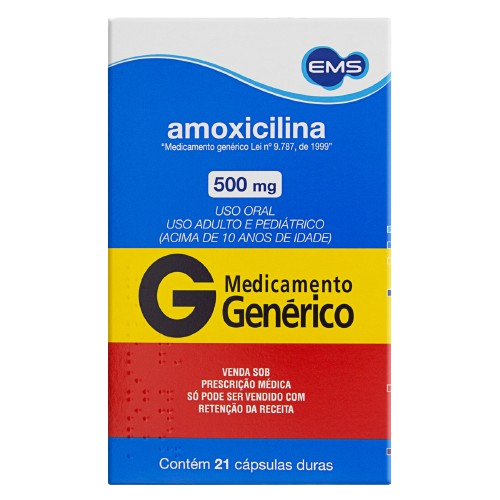 EMS
amoxicilina
"Medicamento genérico Lei nº 9.787, de 1999"
500 mg
USO ORAL
USO ADULTO E PEDIÁTRICO
(ACIMA DE 10 ANOS DE IDADE)
G Medicamento
Genérico
VENDA SOB
PRESCRIÇÃO MÉDICA
SÓ PODE SER VENDIDO COM
RETENÇÃO DA RECEITA
Contém 21 cápsulas duras